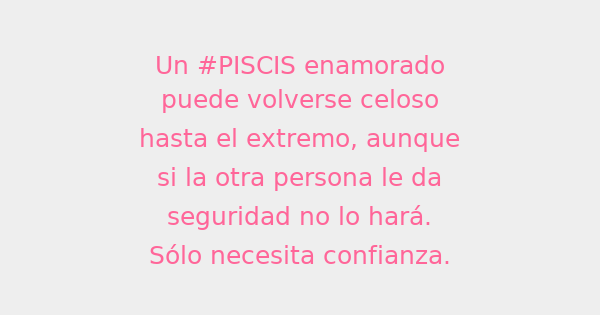 Un #PISCIS enamorado
puede volverse celoso
hasta el extremo, aunque
si la otra persona le da
seguridad no lo hará.
Sólo necesita confianza.